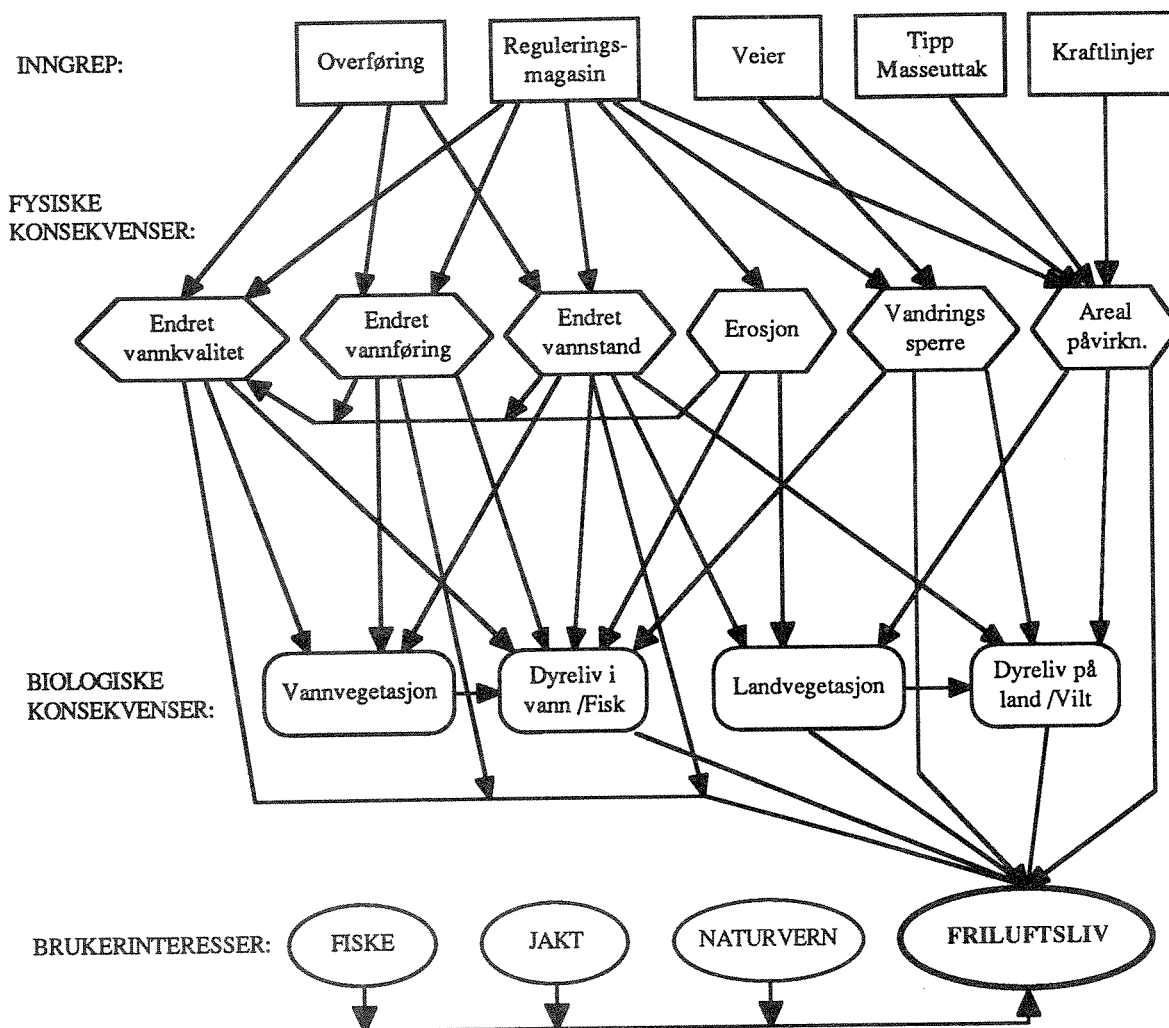 INNGREP:
Overføring
Regulerings-
magasin
Veier
Tipp
Masseuttak
Kraftlinjer
FYSISKE
KONSEKVENSER:
Endret
vannkvalitet
Endret
vannføring
Endret
vannstand
Erosjon
Vandrings
sperre
Areal
påvirkn.
BIOLOGISKE
KONSEKVENSER:
Vannvegetasjon
Dyreliv i
vann /Fisk
Landvegetasjon
Dyreliv på
land /Vilt
BRUKERINTERESSER:
FISKE
JAKT
NATURVERN
FRILUFTSLIV